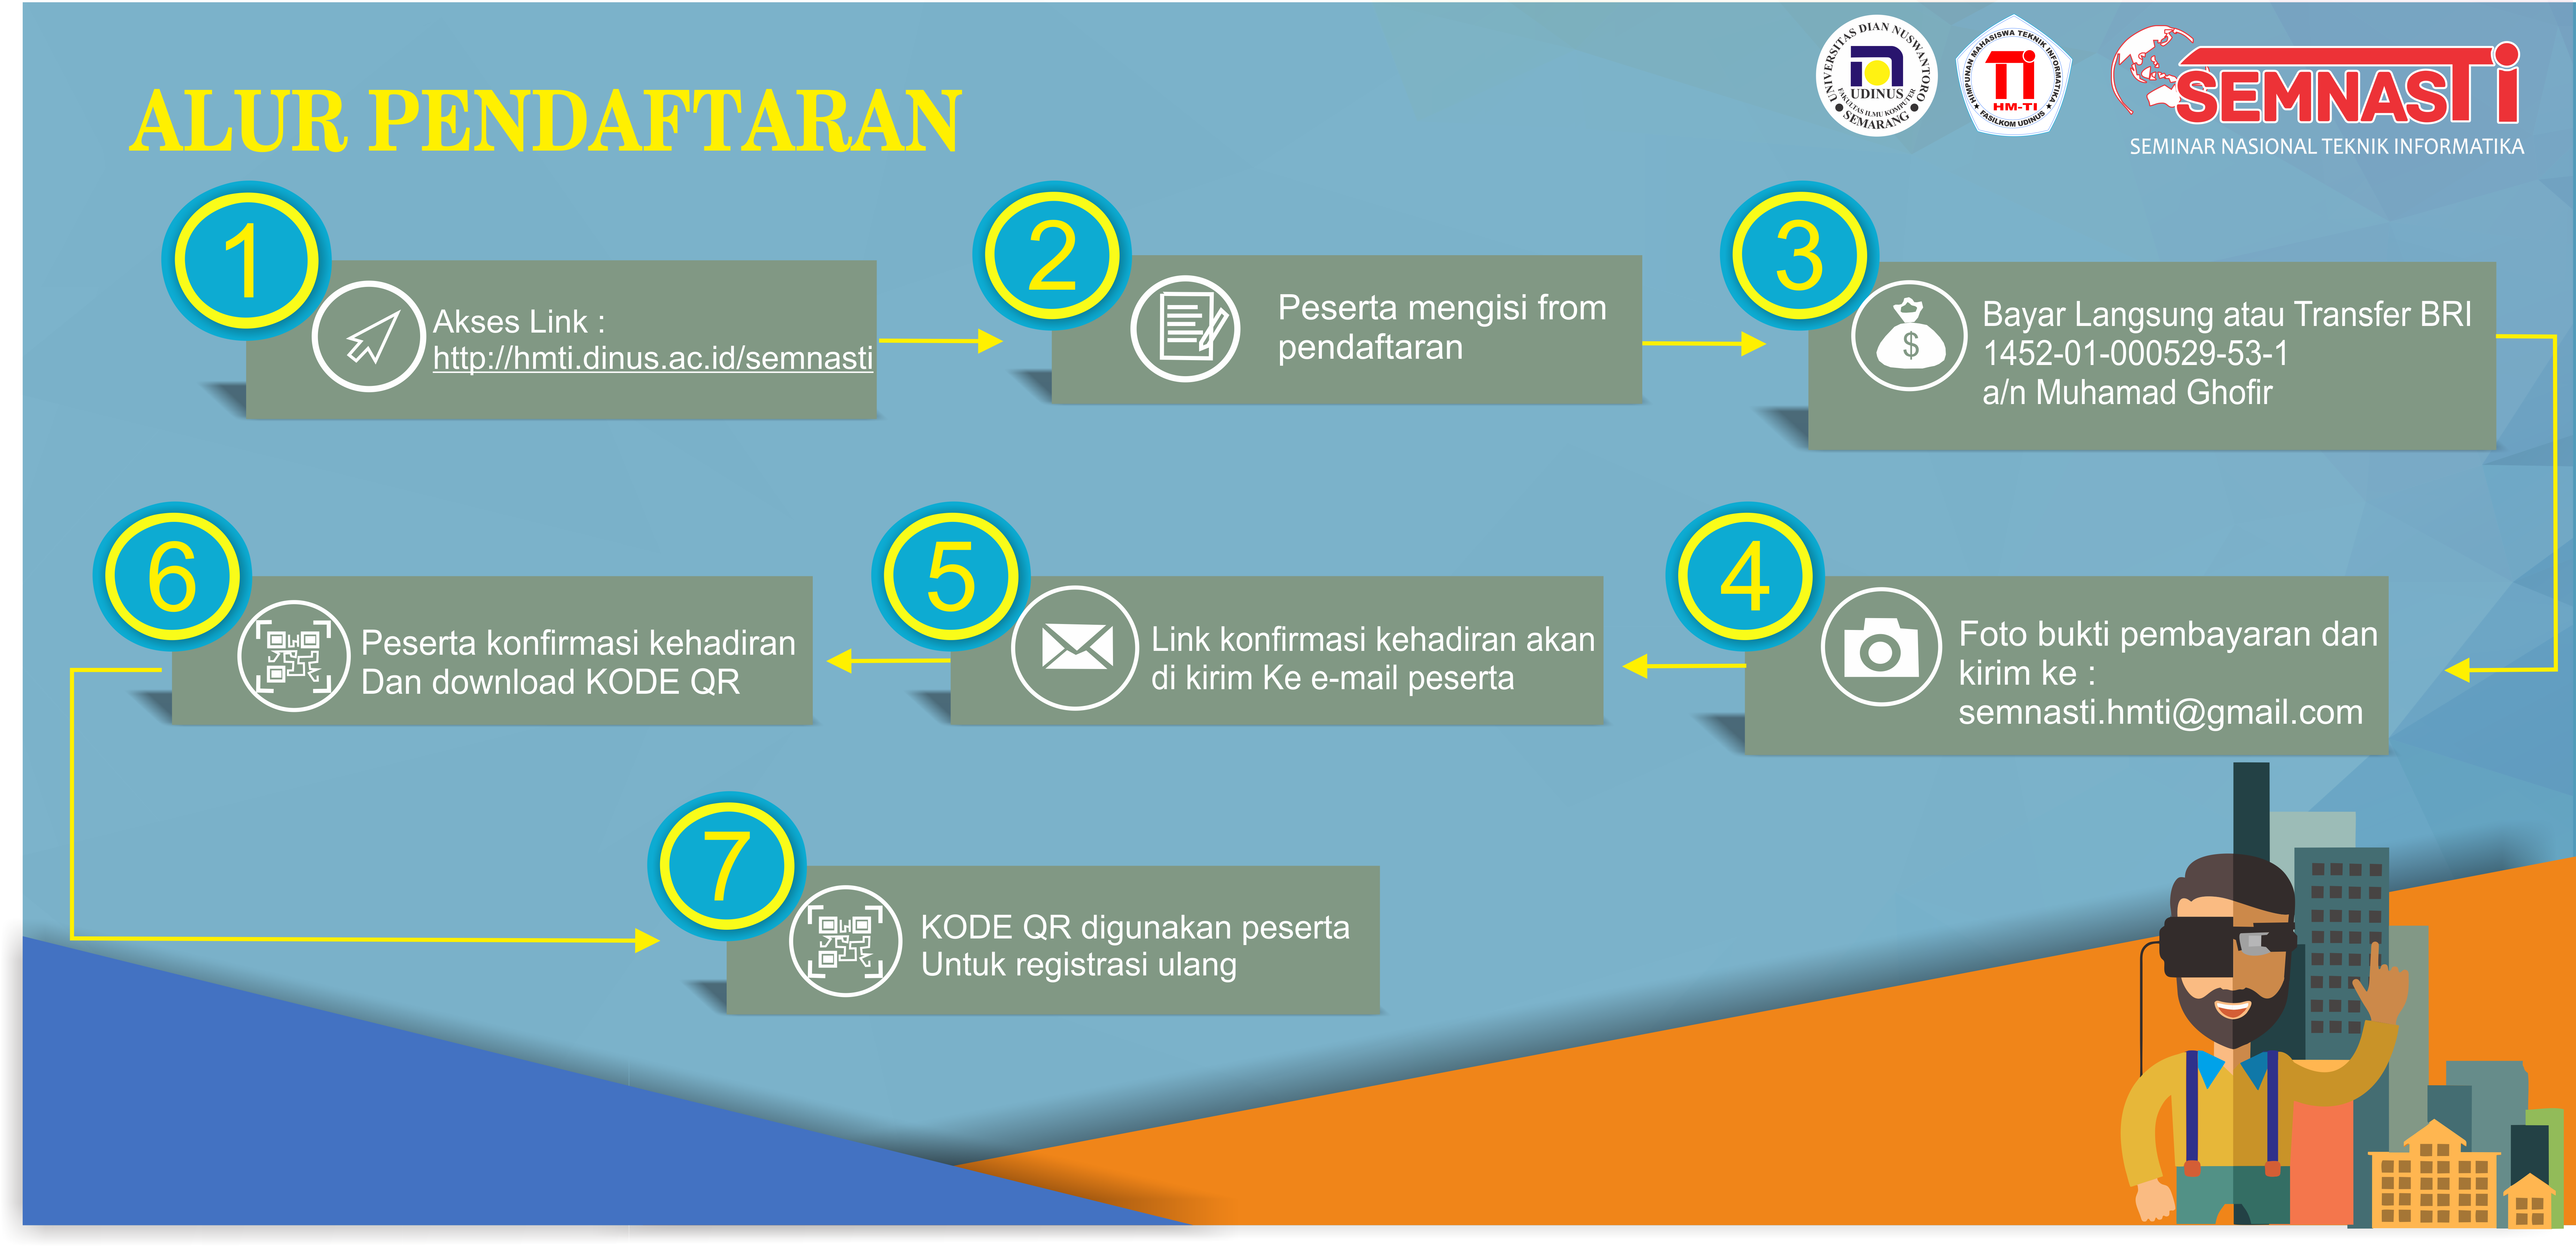 ALUR PENDAFTARAN
UNIVERSITAS DIAN NUSWANTORO
UDINUS
FAKULTAS ILMU KOMPUTER
SEMARANG
HIMPUNAN MAHASISWA TEKNIK INFORMATIKA
TI
HM-TI
FASILKOM UDINUS
SEMNASTI
SEMINAR NASIONAL TEKNIK INFORMATIKA
1
Akses Link :
http://hmti.dinus.ac.id/semnasti
2
Peserta mengisi from
pendaftaran
3
$
Bayar Langsung atau Transfer BRI
1452-01-000529-53-1
a/n Muhamad Ghofir
4
Foto bukti pembayaran dan
kirim ke :
semnasti.hmti@gmail.com
5
Link konfirmasi kehadiran akan
di kirim Ke e-mail peserta
6
Peserta konfirmasi kehadiran
Dan download KODE QR
7
KODE QR digunakan peserta
Untuk registrasi ulang